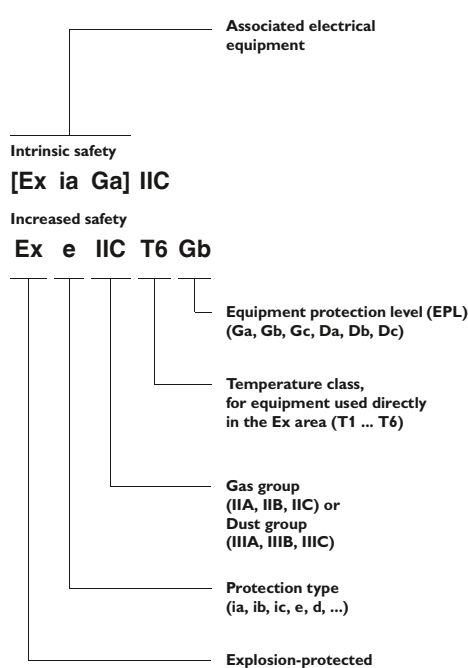 Associated electrical
equipment
Intrinsic safety
[Ex ia Ga] IIC
Increased safety
Ex e IIC T6 Gb
Equipment protection level (EPL)
(Ga, Gb, Gc, Da, Db, Dc)
Temperature class,
for equipment used directly
in the Ex area (T1 ... T6)
Gas group
(IIA, IIB, IIC) or
Dust group
(IIIA, IIIB, IIIC)
Protection type
(ia, ib, ic, e, d, ...)
Explosion-protected